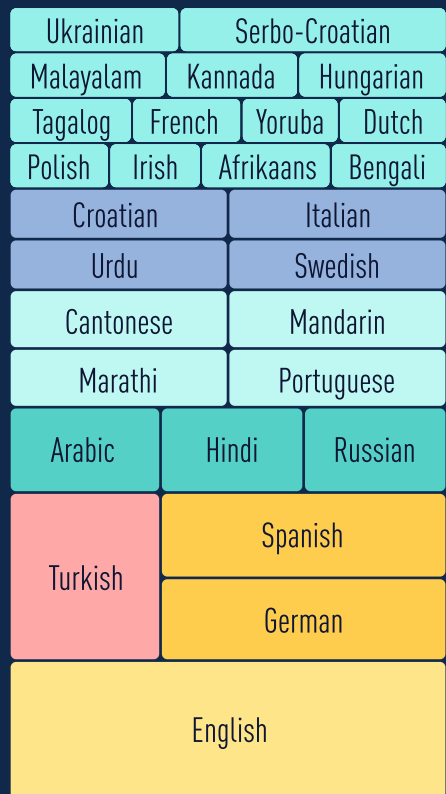 Ukrainian Serbo-Croatian
Malayalam Kannada Hungarian
Tagalog French Yoruba Dutch
Polish Irish Afrikaans Bengali
Croatian Italian
Urdu Swedish
Cantonese Mandarin
Marathi Portuguese
Arabic Hindi Russian
Spanish
Turkish
German
English